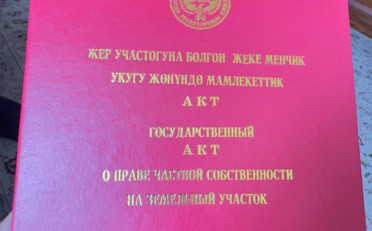 ЖЕР УЧАСТОГУНА БОЛГОН ЖЕКЕ МЕНЧИК
УКУГУ ЖӨНҮНДӨ МАМЛЕКЕТТИК
АКТ
ГОСУДАРСТВЕННЫЙ
АКТ
О ПРАВЕ ЧАСТНОЙ СОБСТВЕННОСТИ
НА ЗЕМЕЛЬНЫЙ УЧАСТОК